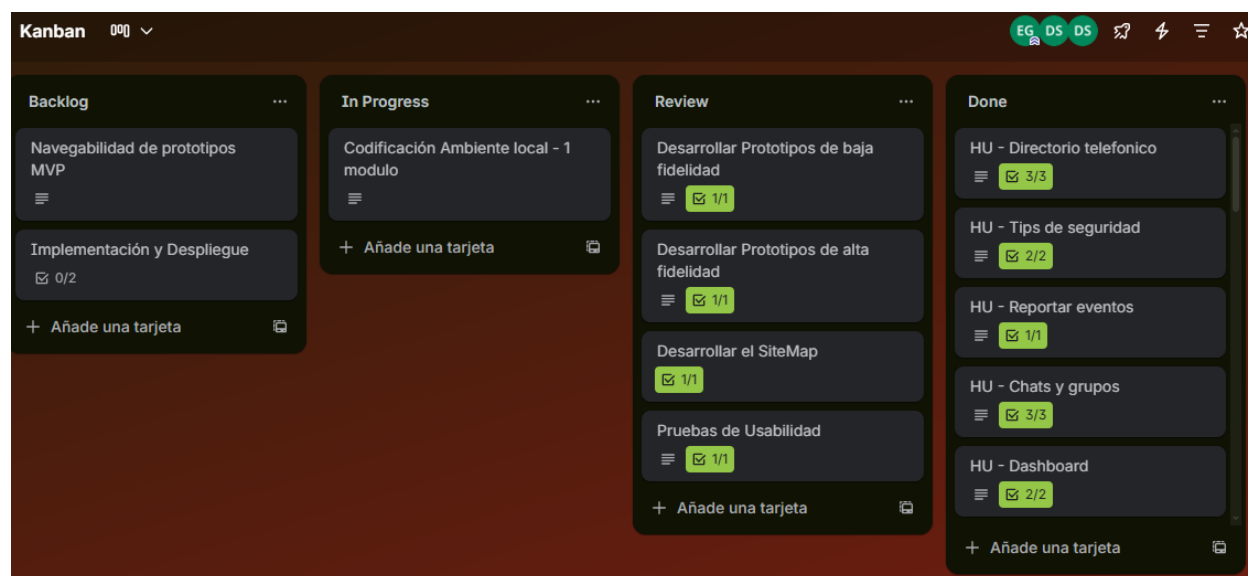 Kanban
EG DS DS
Backlog
Navegabilidad de prototipos
MVP
Implementación y Despliegue
0/2
+ Añade una tarjeta
In Progress
Codificación Ambiente local - 1
modulo
+ Añade una tarjeta
Review
Desarrollar Prototipos de baja
fidelidad
1/1
Desarrollar Prototipos de alta
fidelidad
1/1
Desarrollar el SiteMap
1/1
Pruebas de Usabilidad
1/1
+ Añade una tarjeta
Done
HU - Directorio telefonico
3/3
HU - Tips de seguridad
2/2
HU - Reportar eventos
1/1
HU - Chats y grupos
3/3
HU - Dashboard
2/2
+ Añade una tarjeta